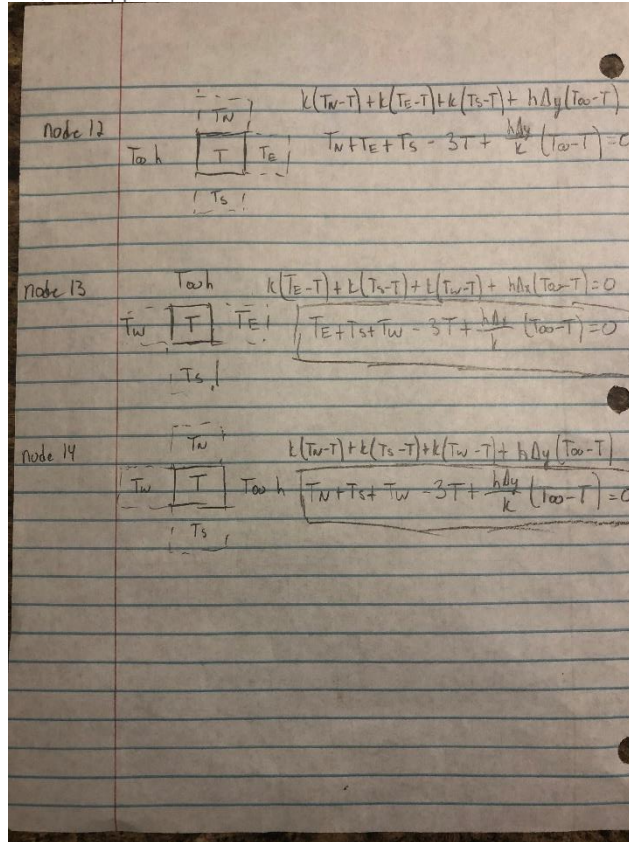 k(T_N-T)+k(T_E-T)+k(T_S-T)+hΔy(T∞-T)
node 12
T_N
T_N+T_E+T_S-3T+hΔy/k(T∞-T)=0
T∞ h T T_E
T_S
node 13
T∞ h
k(T_E-T)+k(T_S-T)+k(T_W-T)+hΔx(T∞-T)=0
T_W T T_E
T_E+T_S+T_W-3T+hΔx/k(T∞-T)=0
T_S
node 14
T_N
k(T_N-T)+k(T_S-T)+k(T_W-T)+hΔy(T∞-T)
T_W T T∞ h
T_N+T_S+T_W-3T+hΔy/k(T∞-T)=0
T_S